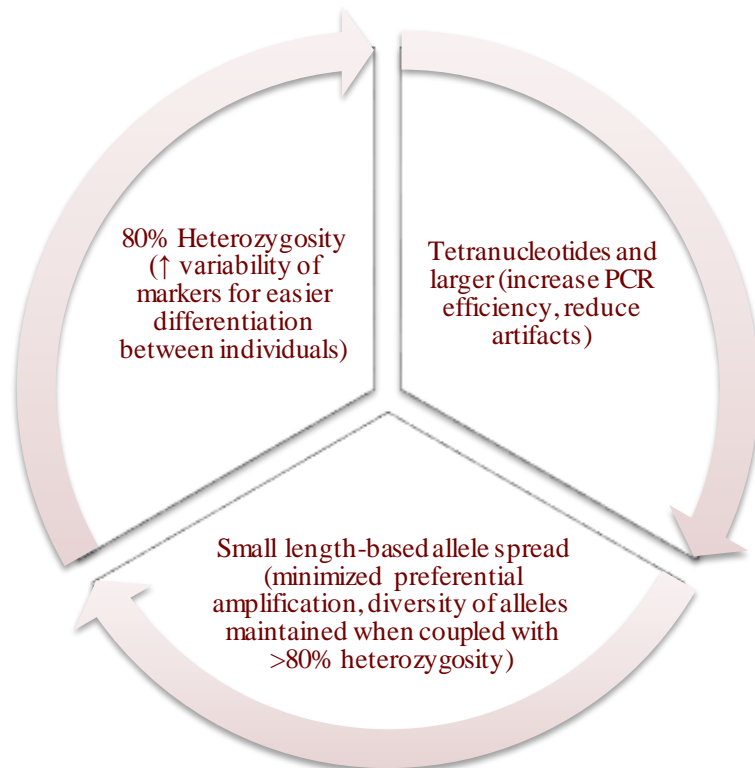 80% Heterozygosity
(↑ variability of
markers for easier
differentiation
between individuals)
Tetranucleotides and
larger (increase PCR
efficiency, reduce
artifacts)
Small length-based allele spread
(minimized preferential
amplification, diversity of alleles
maintained when coupled with
>80% heterozygosity)